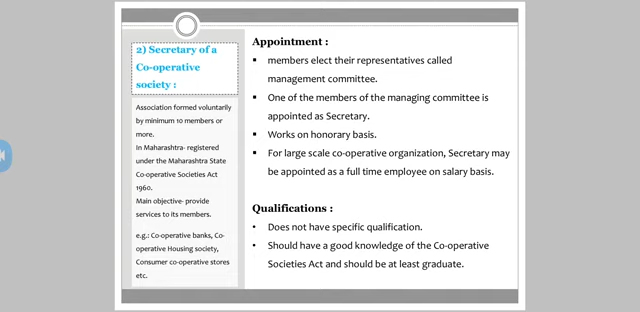 2) Secretary of a
Co-operative
society :
Association formed voluntarily
by minimum 10 members or
more.
In Maharashtra- registered
under the Maharashtra State
Co-operative Societies Act
1960.
Main objective- provide
services to its members.
e.g.: Co-operative banks, Co-
operative Housing society,
Consumer co-operative stores
etc.
Appointment :
▪ members elect their representatives called
management committee.
▪ One of the members of the managing committee is
appointed as Secretary.
▪ Works on honorary basis.
▪ For large scale co-operative organization, Secretary may
be appointed as a full time employee on salary basis.
Qualifications :
• Does not have specific qualification.
• Should have a good knowledge of the Co-operative
Societies Act and should be at least graduate.